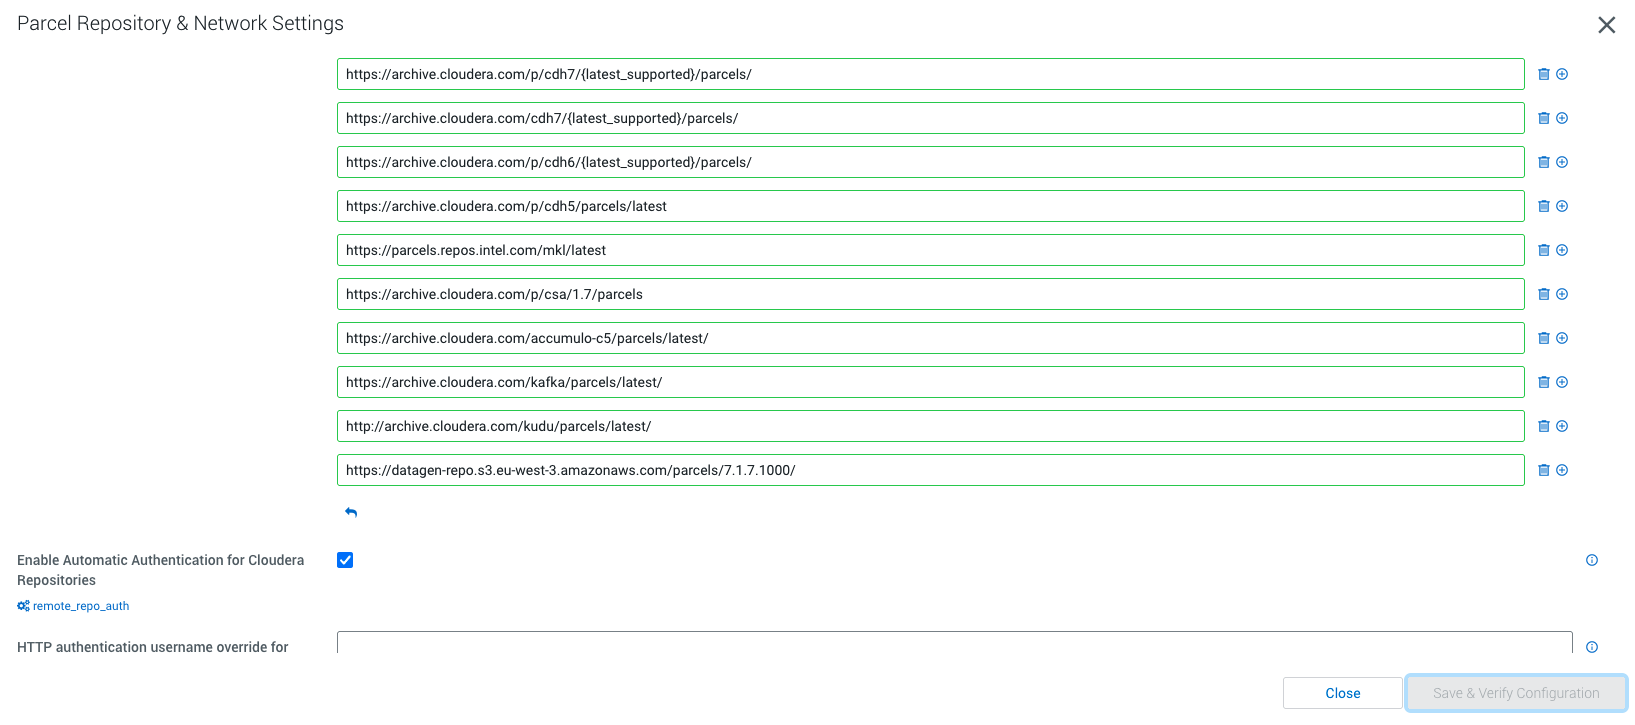 Parcel Repository & Network Settings
https://archive.cloudera.com/p/cdh7/{latest_supported}/parcels/
https://archive.cloudera.com/cdh7/{latest_supported}/parcels/
https://archive.cloudera.com/p/cdh6/{latest_supported}/parcels/
https://archive.cloudera.com/p/cdh5/parcels/latest
https://parcels.repos.intel.com/mkl/latest
https://archive.cloudera.com/p/csa/1.7/parcels
https://archive.cloudera.com/accumulo-c5/parcels/latest/
https://archive.cloudera.com/kafka/parcels/latest/
http://archive.cloudera.com/kudu/parcels/latest/
https://datagen-repo.s3.eu-west-3.amazonaws.com/parcels/7.1.7.1000/
Enable Automatic Authentication for Cloudera
Repositories
remote_repo_auth
HTTP authentication username override for
Close
Save & Verify Configuration